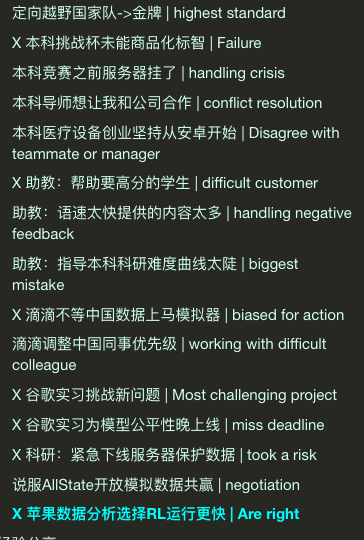 定向越野国家队->金牌 | highest standard
X 本科挑战杯未能商品化标智 | Failure
本科竞赛之前服务器挂了 | handling crisis
本科导师想让我和公司合作 | conflict resolution
本科医疗设备创业坚持从安卓开始 | Disagree with
teammate or manager
X 助教：帮助要高分的学生 | difficult customer
助教：语速太快提供的内容太多 | handling negative
feedback
助教：指导本科科研难度曲线太陡 | biggest
mistake
X 滴滴不等中国数据上马模拟器 | biased for action
滴滴调整中国同事优先级 | working with difficult
colleague
X 谷歌实习挑战新问题 | Most challenging project
X 谷歌实习为模型公平性晚上线 | miss deadline
X 科研：紧急下线服务器保护数据 | took a risk
说服AllState开放模拟数据共赢 | negotiation
X 苹果数据分析选择RL运行更快 | Are right